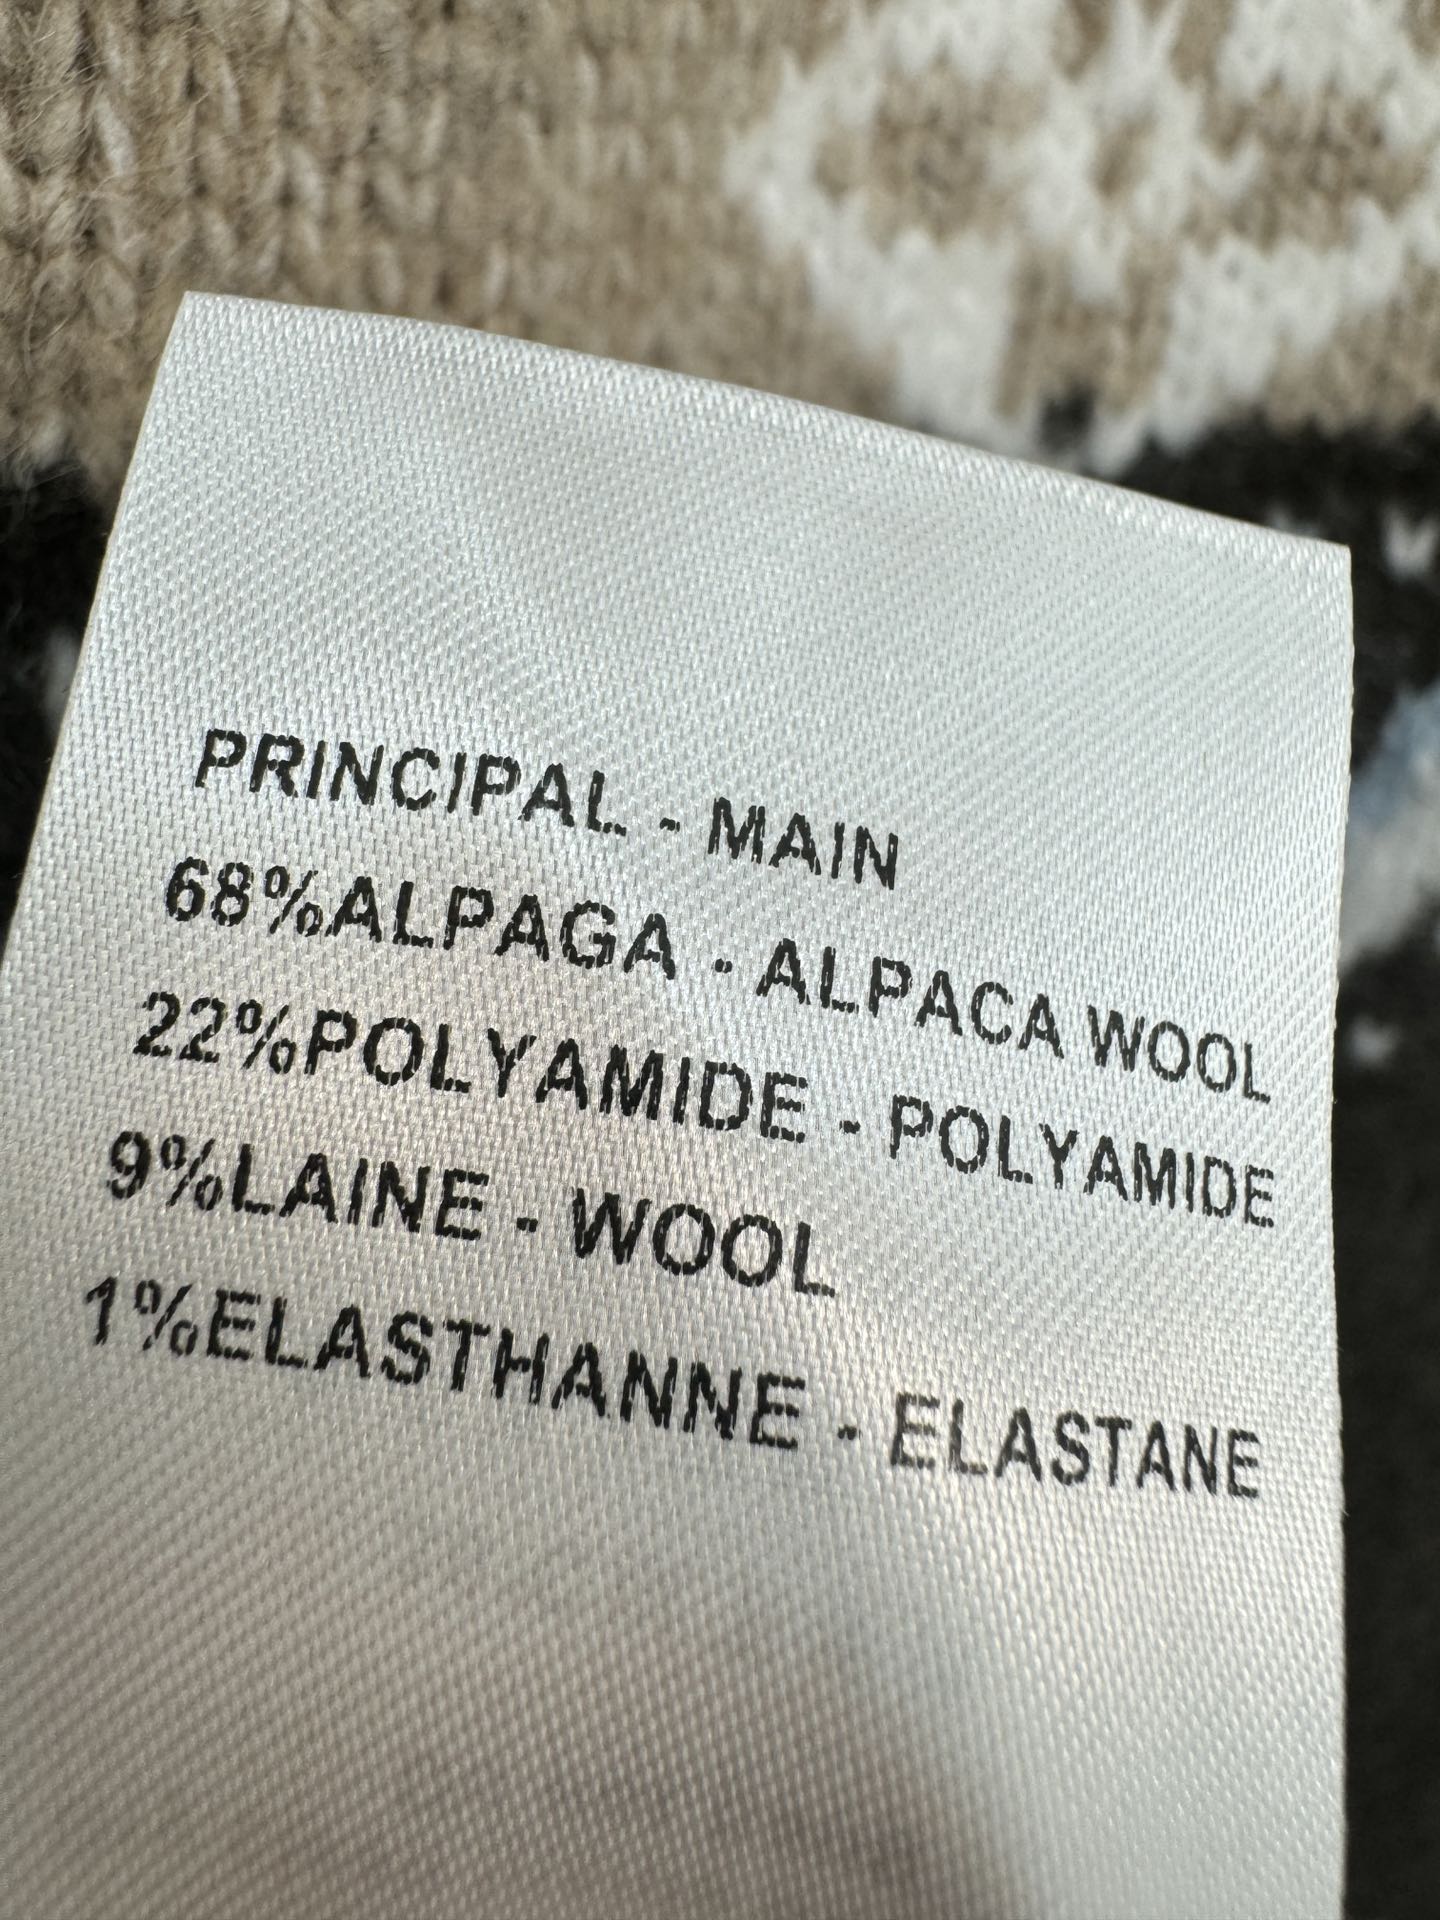 PRINCIPAL - MAIN
68%ALPAGA - ALPACA WOOL
22%POLYAMIDE - POLYAMIDE
9%LAINE - WOOL
1%ELASTHANNE - ELASTANE